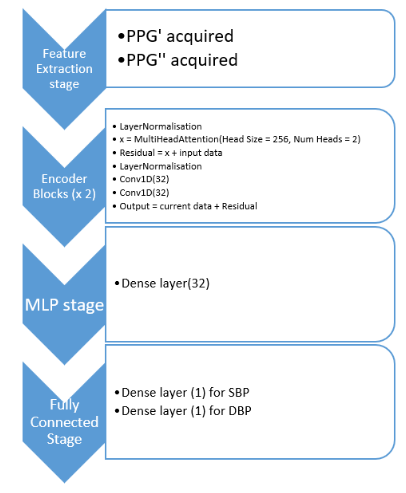 Feature
Extraction
stage
•PPG' acquired
•PPG'' acquired
Encoder
Blocks (x 2)
•LayerNormalisation
•x = MultiHeadAttention(Head Size = 256, Num Heads = 2)
•Residual = x + input data
•LayerNormalisation
•Conv1D(32)
•Conv1D(32)
•Output = current data + Residual
MLP stage
•Dense layer(32)
Fully
Connected
Stage
•Dense layer (1) for SBP
•Dense layer (1) for DBP